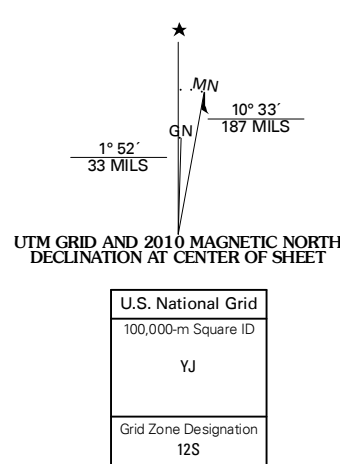 ★
MN
GN
10° 33´
187 MILS
1° 52´
33 MILS
UTM GRID AND 2010 MAGNETIC NORTH
DECLINATION AT CENTER OF SHEET
U.S. National Grid
100,000-m Square ID
YJ
Grid Zone Designation
12S